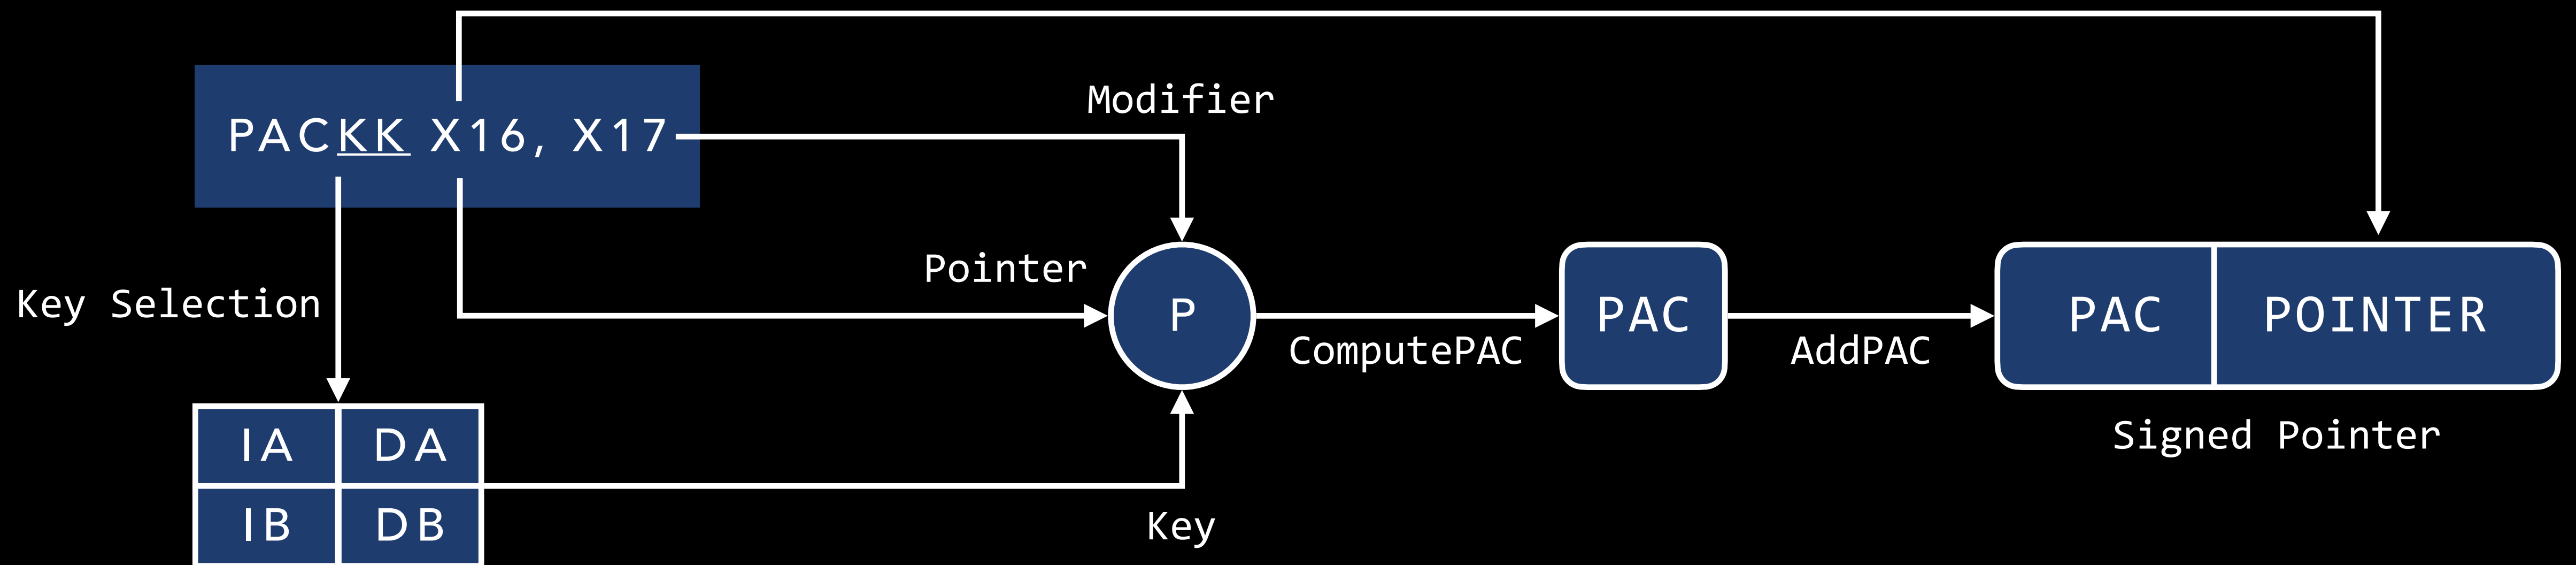 PACKK X16, X17
Modifier
Pointer
Key Selection
P
ComputePAC
PAC
AddPAC
PAC
POINTER
Signed Pointer
IA
DA
IB
DB
Key